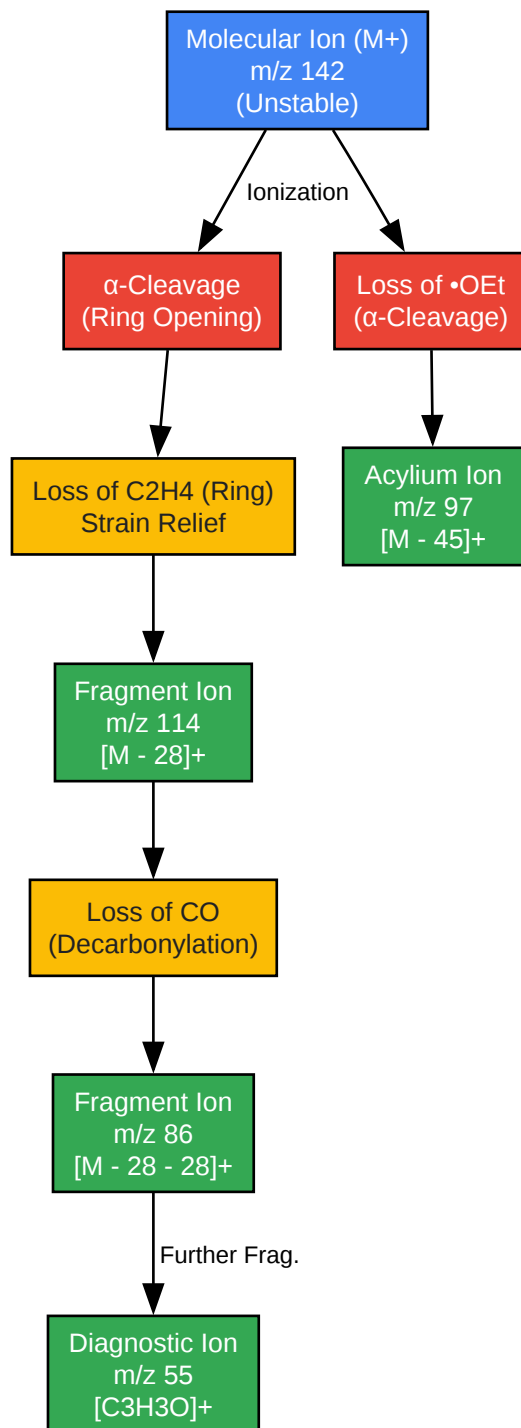 Molecular Ion (M+)
m/z 142
(Unstable)
Ionization
α-Cleavage
(Ring Opening)
Loss of •OEt
(α-Cleavage)
Loss of C2H4 (Ring)
Strain Relief
Acylium Ion
m/z 97
[M - 45]+
Fragment Ion
m/z 114
[M - 28]+
Loss of CO
(Decarbonylation)
Fragment Ion
m/z 86
[M - 28 - 28]+
Further Frag.
Diagnostic Ion
m/z 55
[C3H3O]+